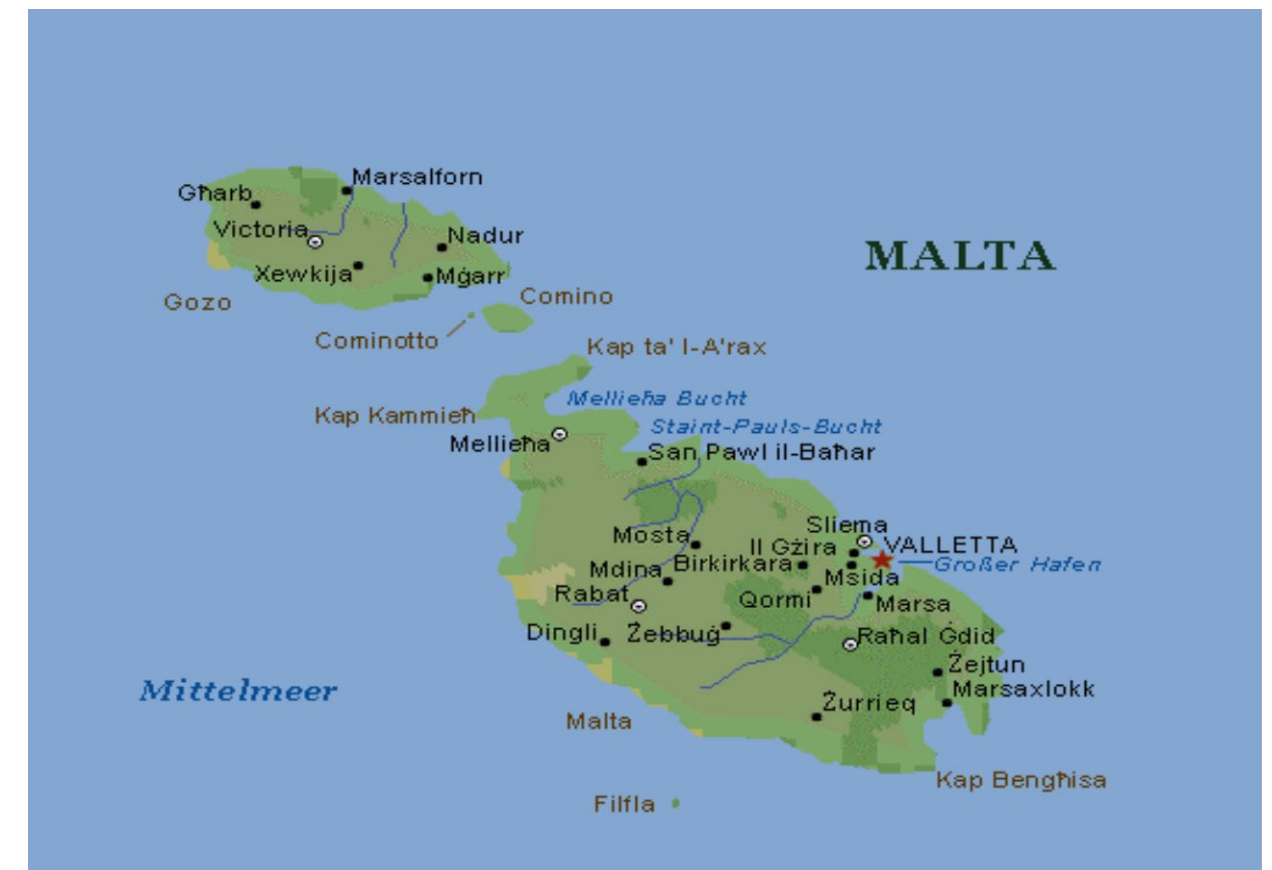 Marsalforn
Għarb
Victoria
Nadur
MALTA
Xewkija
Mġarr
Gozo
Comino
Cominotto
Kap ta' l-A'rax
Mellieħa Bucht
Kap Kammieħ
Staint-Pauls-Bucht
Mellieħa
San Pawl il-Baħar
Sliema
Mosta
Il Gżira
VALLETTA
Birkirkara
Großer Hafen
Mdina
Msida
Rabat
Qormi
Marsa
Dingli
Żebbuġ
Raħal Ġdid
Żejtun
Mittelmeer
Marsaxlokk
Żurrieq
Malta
Kap Bengħisa
Filfla